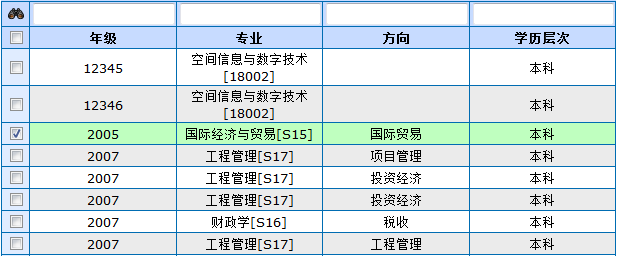 年级 专业 方向 学历层次
12345 空间信息与数字技术[18002] 本科
12346 空间信息与数字技术[18002] 本科
2005 国际经济与贸易[S15] 国际贸易 本科
2007 工程管理[S17] 项目管理 本科
2007 工程管理[S17] 投资经济 本科
2007 工程管理[S17] 投资经济 本科
2007 财政学[S16] 税收 本科
2007 工程管理[S17] 工程管理 本科